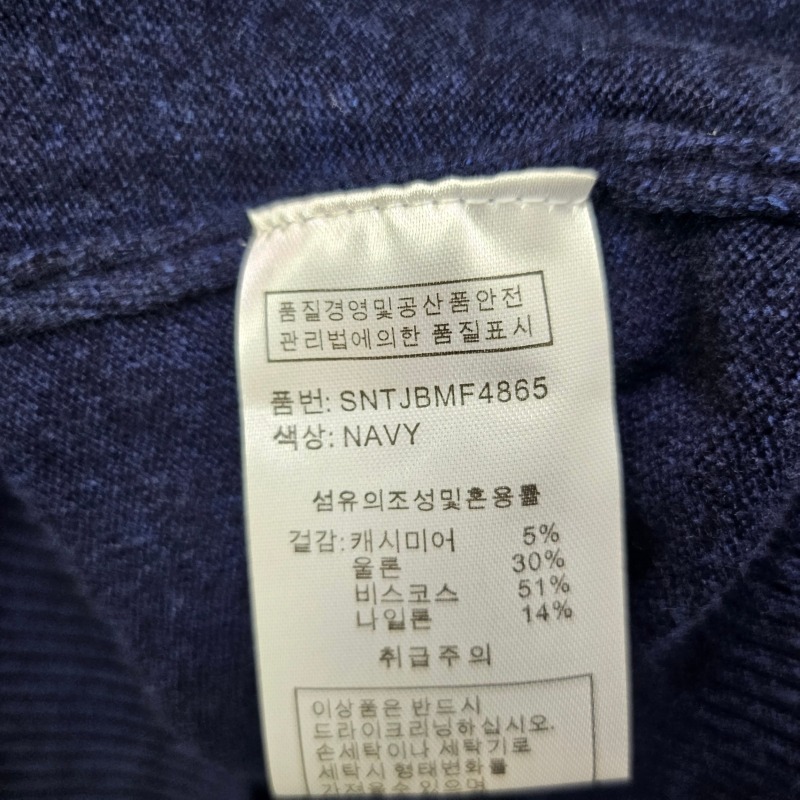 품질경영및공산품안전
관리법에의한 품질표시
품번: SNTJBMF4865
색상: NAVY
섬유의조성및혼용률
겉감: 캐시미어 5%
울론 30%
비스코스 51%
나일론 14%
취급주의
이상품은 반드시
드라이크리닝하십시오.
손세탁이나 세탁기로
세탁시 형태변화를